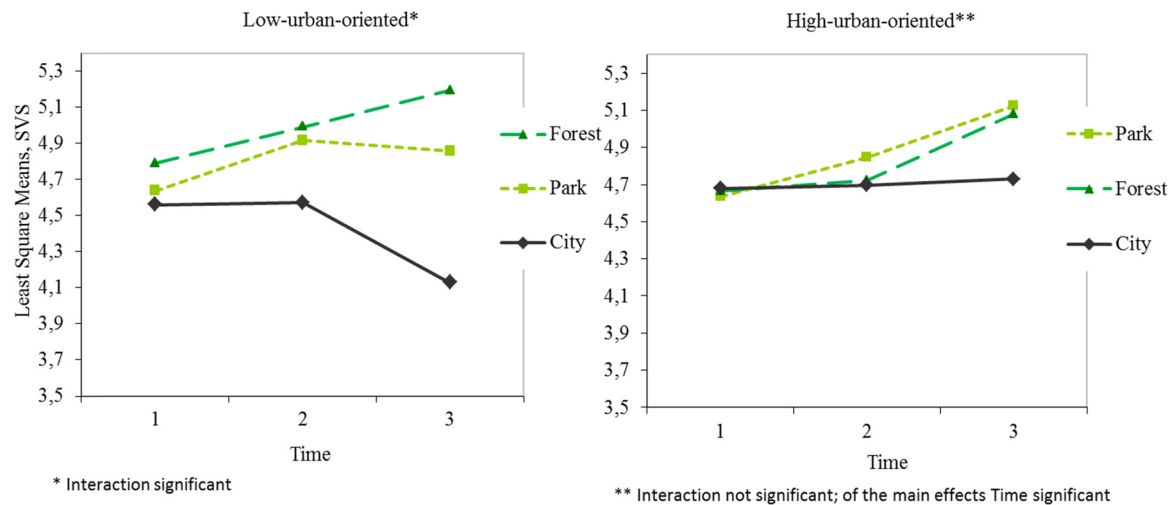 Low-urban-oriented*
Least Square Means, SVS
5,3
5,1
4,9
4,7
4,5
4,3
4,1
3,9
3,7
3,5
1 2 3
Time
Forest
Park
City
* Interaction significant
High-urban-oriented**
5,3
5,1
4,9
4,7
4,5
4,3
4,1
3,9
3,7
3,5
1 2 3
Time
Park
Forest
City
** Interaction not significant; of the main effects Time significant